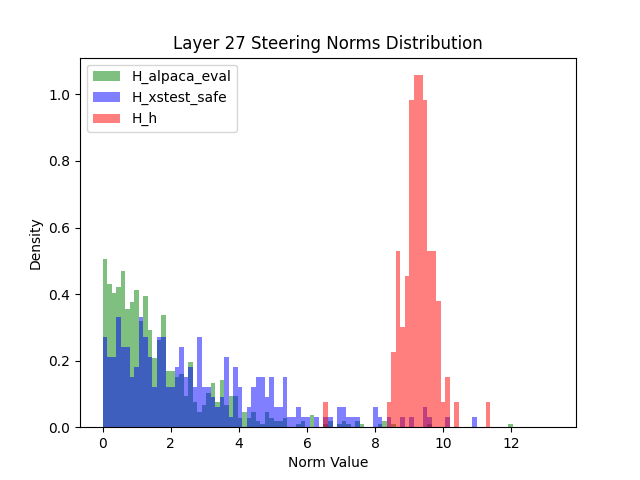 Layer 27 Steering Norms Distribution
H_alpaca_eval
H_xstest_safe
H_h
1.0
0.8
0.6
0.4
0.2
0.0
Density
0 2 4 6 8 10 12
Norm Value